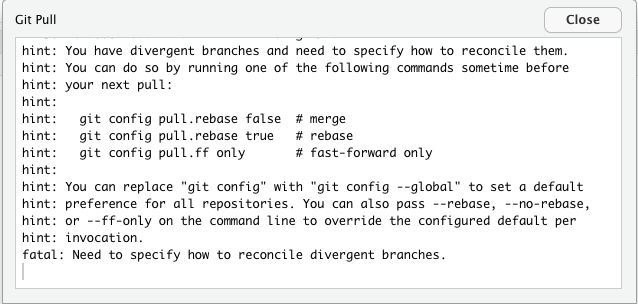 Git Pull
Close
hint: You have divergent branches and need to specify how to reconcile them.
hint: You can do so by running one of the following commands sometime before
hint: your next pull:
hint:
hint:   git config pull.rebase false  # merge
hint:   git config pull.rebase true   # rebase
hint:   git config pull.ff only       # fast-forward only
hint:
hint: You can replace "git config" with "git config --global" to set a default
hint: preference for all repositories. You can also pass --rebase, --no-rebase,
hint: or --ff-only on the command line to override the configured default per
hint: invocation.
fatal: Need to specify how to reconcile divergent branches.